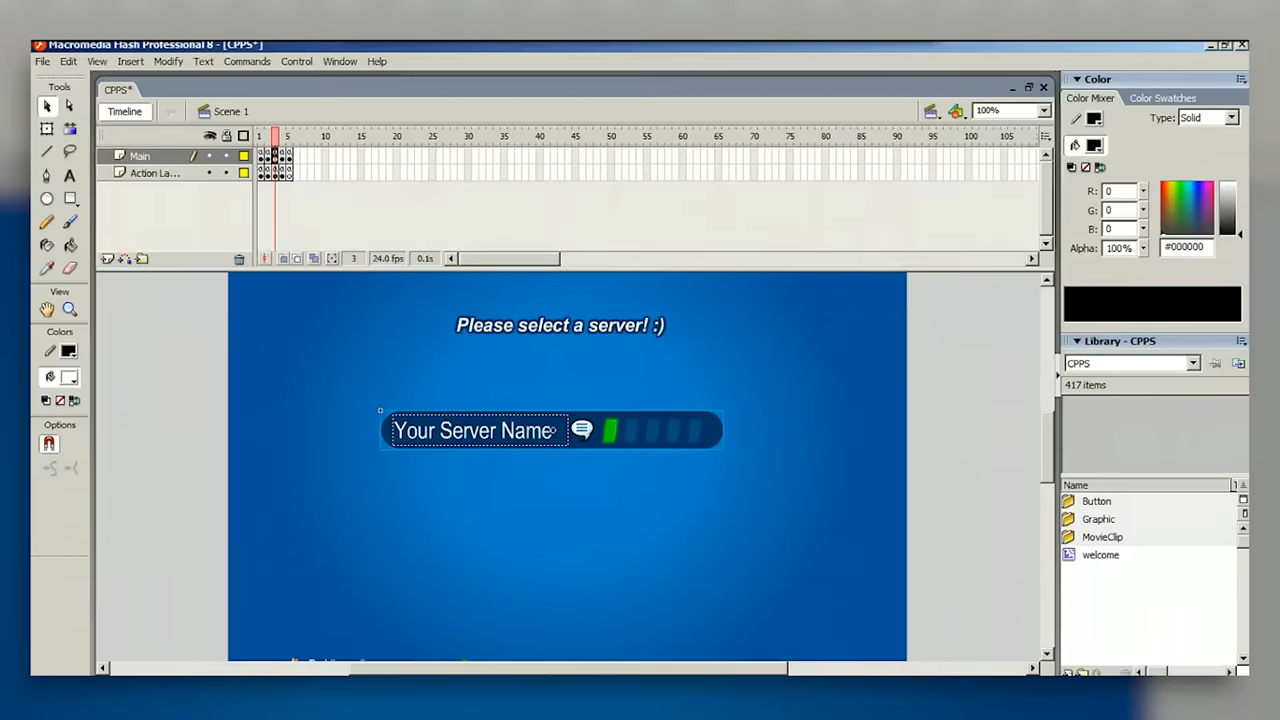 Macromedia Flash Professional 8 - [CPPS*]
File Edit View Insert Modify Text Commands Control Window Help
Tools
View
Colors
Options
CPPS*
Timeline
Scene 1
100%
1 5 10 15 20 25 30 35 40 45 50 55 60 65 70 75 80 85 90 95 100 105
Main
Action La...
3 24.0 fps 0.1s
Please select a server! :)
Your Server Name
Color
Color Mixer Color Swatches
Type: Solid
R: 0
G: 0
B: 0
Alpha: 100% #000000
Library - CPPS
CPPS
417 items
Name
Button
Graphic
MovieClip
welcome